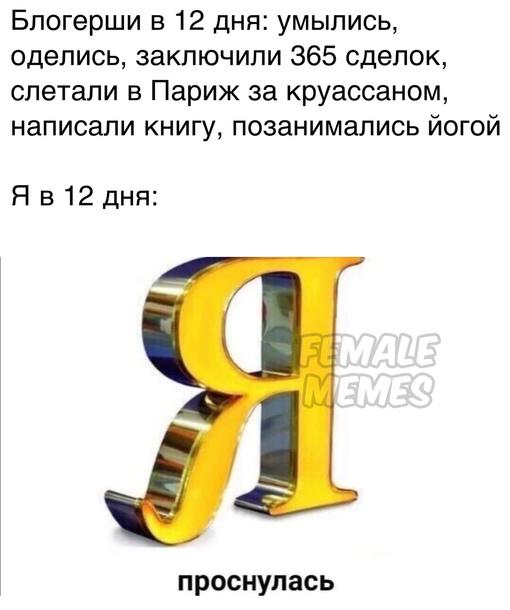 Блогерши в 12 дня: умылись,
оделись, заключили 365 сделок,
слетали в Париж за круассаном,
написали книгу, позанимались йогой
Я в 12 дня:
Я
FEMALE
MEMES
проснулась